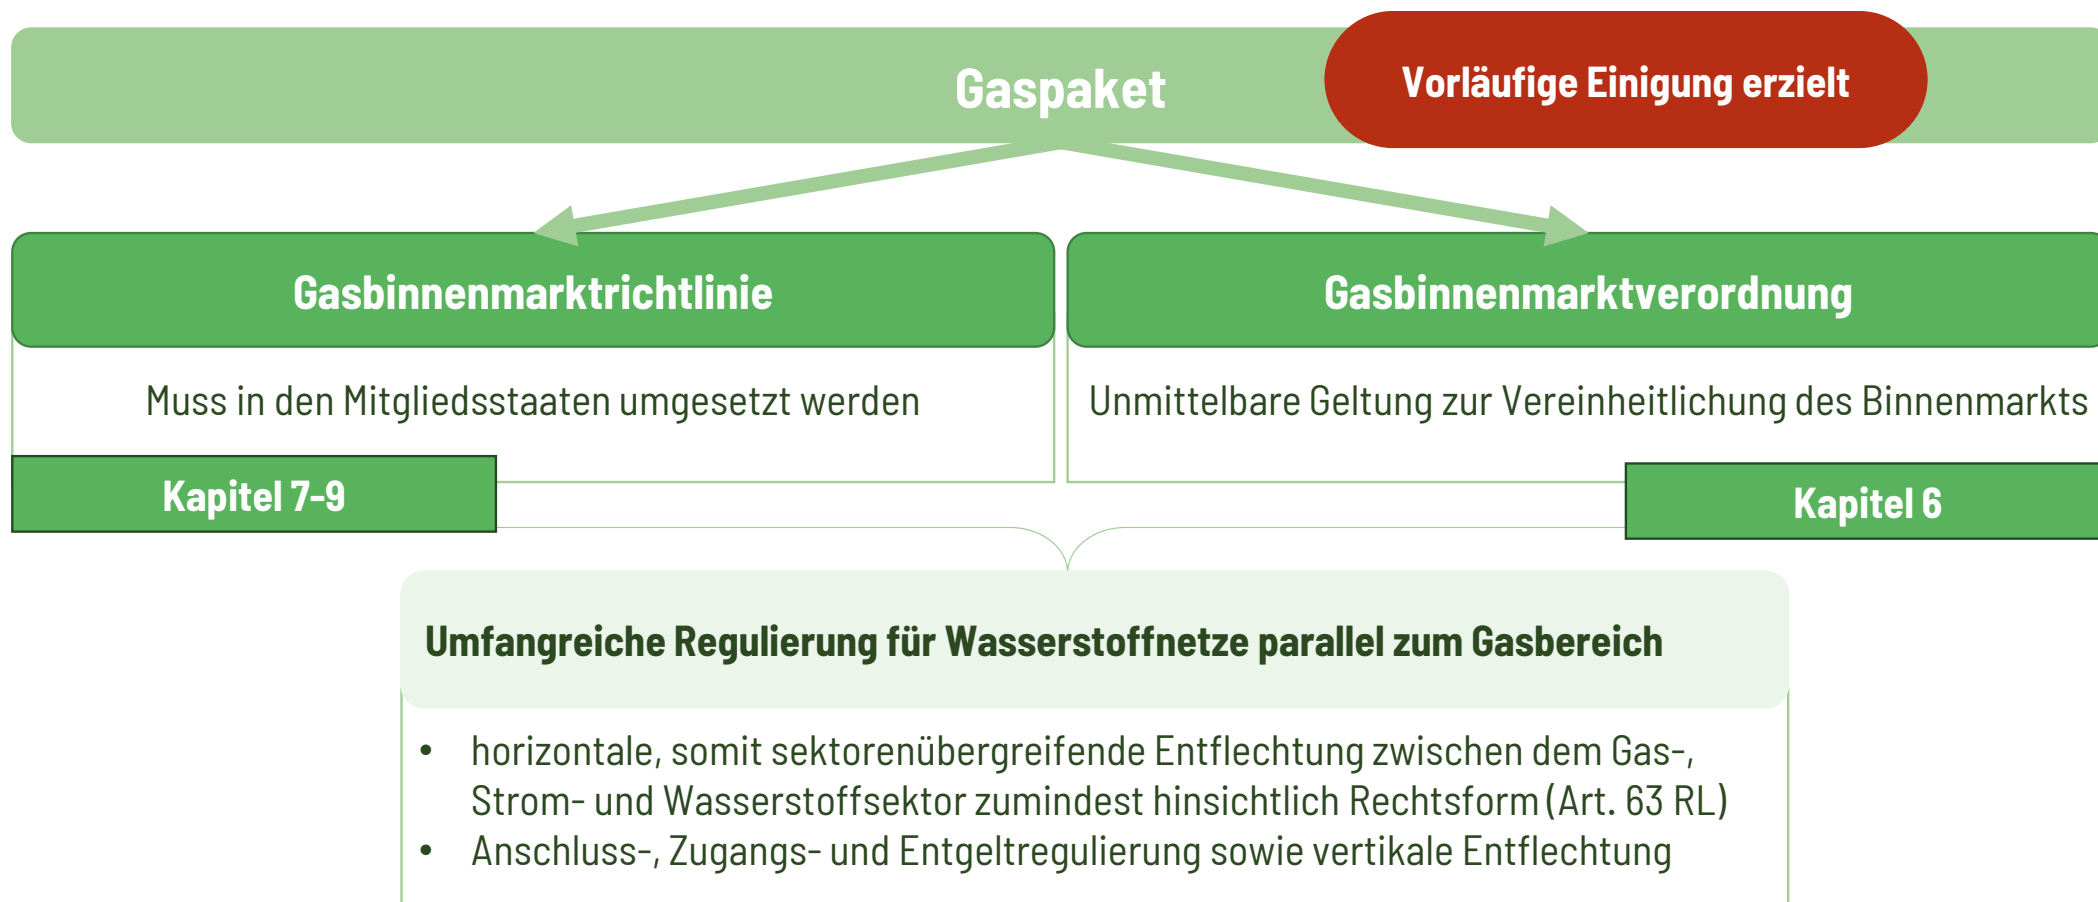 Gaspaket
Vorläufige Einigung erzielt
Gasbinnenmarktrichtlinie
Gasbinnenmarktverordnung
Muss in den Mitgliedsstaaten umgesetzt werden
Unmittelbare Geltung zur Vereinheitlichung des Binnenmarkts
Kapitel 7-9
Kapitel 6
Umfangreiche Regulierung für Wasserstoffnetze parallel zum Gasbereich
• horizontale, somit sektorenübergreifende Entflechtung zwischen dem Gas-,
Strom- und Wasserstoffsektor zumindest hinsichtlich Rechtsform (Art. 63 RL)
• Anschluss-, Zugangs- und Entgeltregulierung sowie vertikale Entflechtung